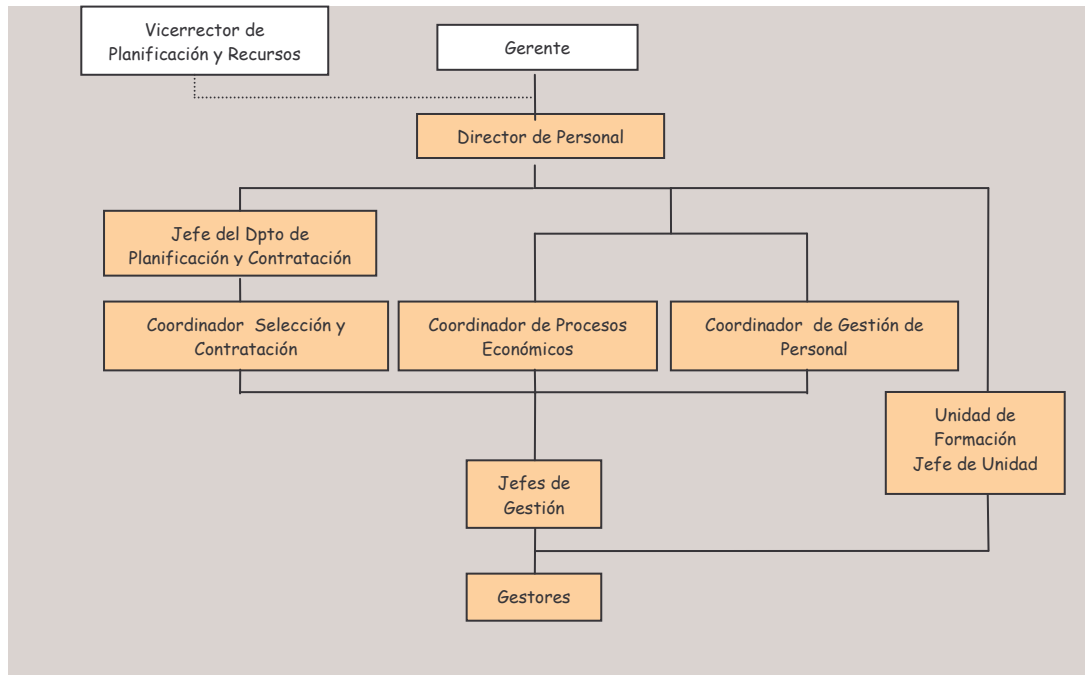 Vicerrector de
Planificación y Recursos
Gerente
Director de Personal
Jefe del Dpto de
Planificación y Contratación
Coordinador Selección y
Contratación
Coordinador de Procesos
Económicos
Coordinador de Gestión de
Personal
Unidad de
Formación
Jefe de Unidad
Jefes de
Gestión
Gestores